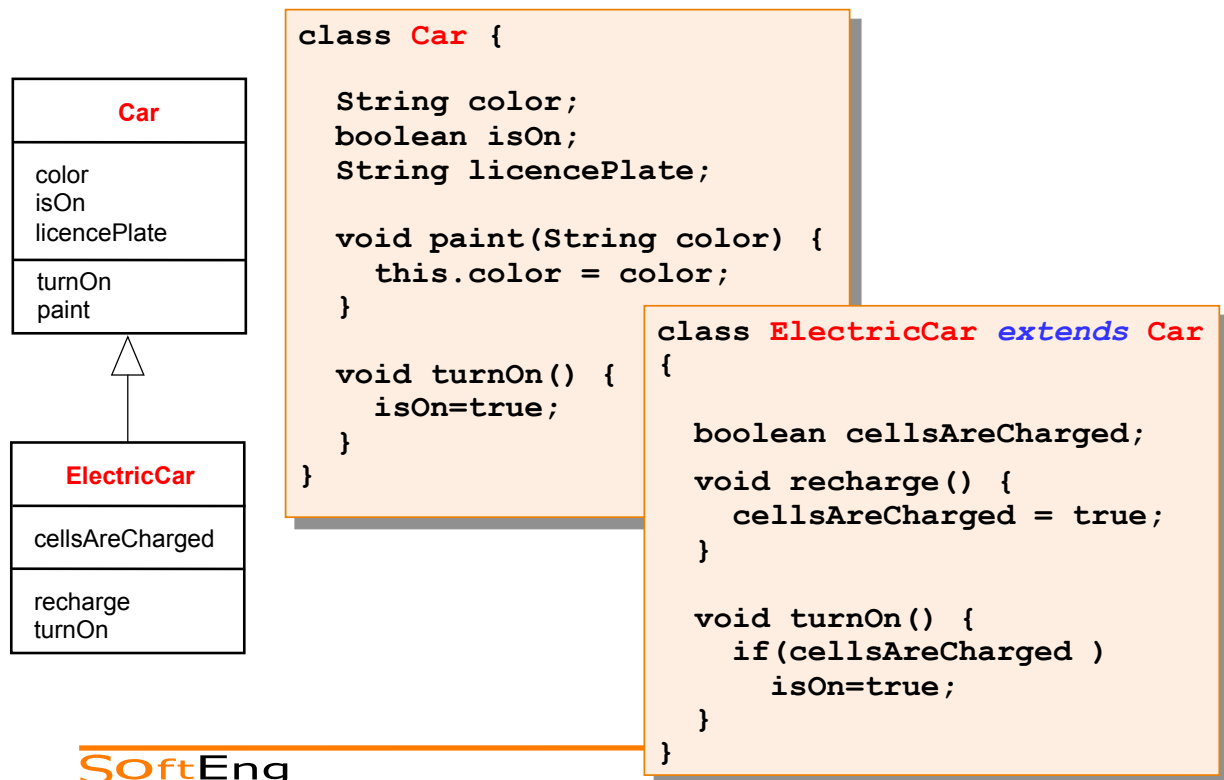 Car
color
isOn
licencePlate
turnOn
paint
ElectricCar
cellsAreCharged
recharge
turnOn
class Car {
String color;
boolean isOn;
String licencePlate;
void paint(String color) {
this.color = color;
}
void turnOn() {
isOn=true;
}
}
class ElectricCar extends Car
{
boolean cellsAreCharged;
void recharge() {
cellsAreCharged = true;
}
void turnOn() {
if(cellsAreCharged )
isOn=true;
}
}
SoftEng